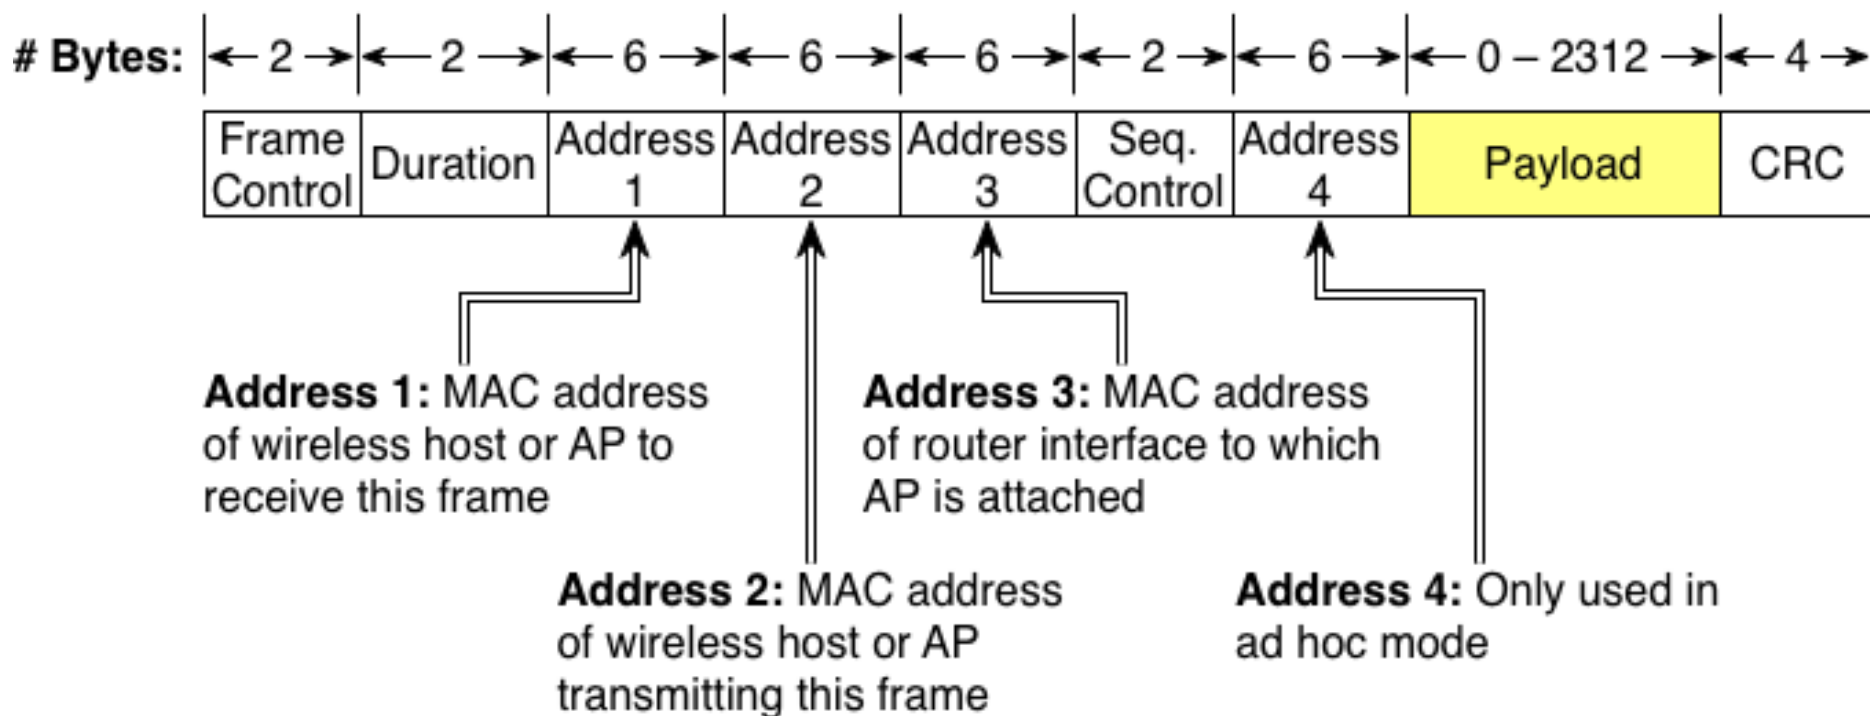 # Bytes: 2 2 6 6 6 2 6 0 – 2312 4
Frame Control
Duration
Address 1
Address 2
Address 3
Seq. Control
Address 4
Payload
CRC
Address 1: MAC address
of wireless host or AP to
receive this frame
Address 3: MAC address
of router interface to which
AP is attached
Address 2: MAC address
of wireless host or AP
transmitting this frame
Address 4: Only used in
ad hoc mode